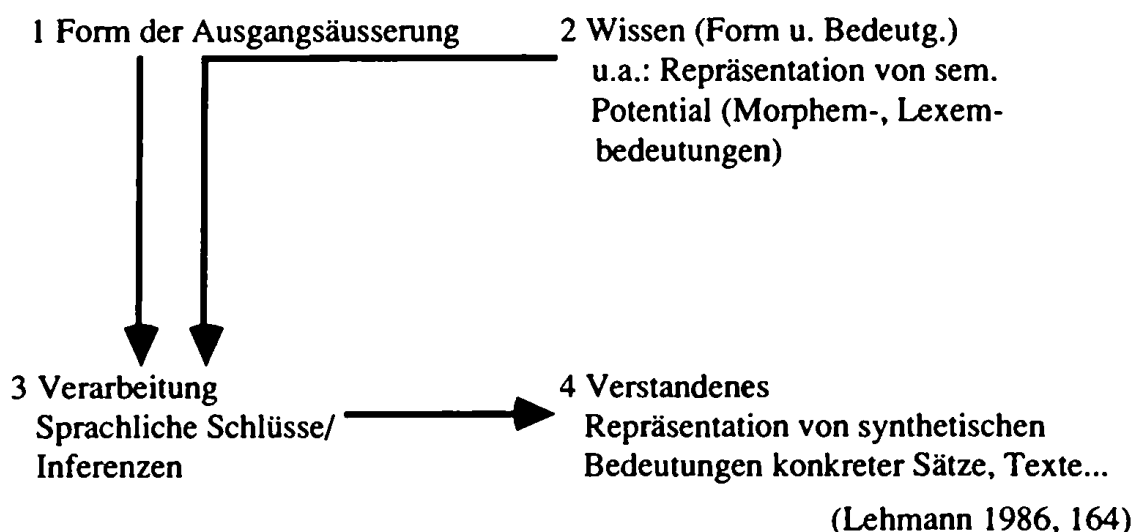 1 Form der Ausgangsäusserung
2 Wissen (Form u. Bedeutg.)
u.a.: Repräsentation von sem.
Potential (Morphem-, Lexem-
bedeutungen)
3 Verarbeitung
Sprachliche Schlüsse/
Inferenzen
4 Verstandenes
Repräsentation von synthetischen
Bedeutungen konkreter Sätze, Texte...
(Lehmann 1986, 164)